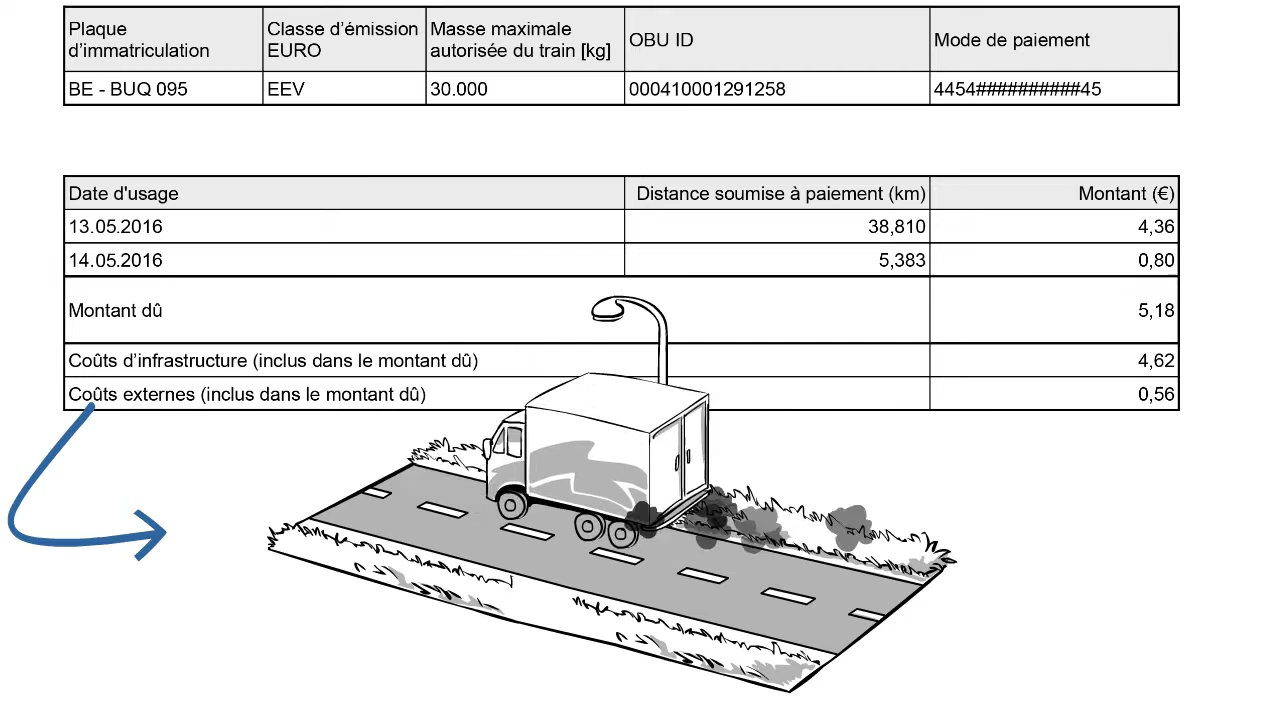 Plaque d’immatriculation Classe d’émission EURO Masse maximale autorisée du train [kg] OBU ID Mode de paiement
BE - BUQ 095 EEV 30.000 000410001291258 4454##########45
Date d'usage Distance soumise à paiement (km) Montant (€)
13.05.2016 38,810 4,36
14.05.2016 5,383 0,80
Montant dû 5,18
Coûts d’infrastructure (inclus dans le montant dû) 4,62
Coûts externes (inclus dans le montant dû) 0,56